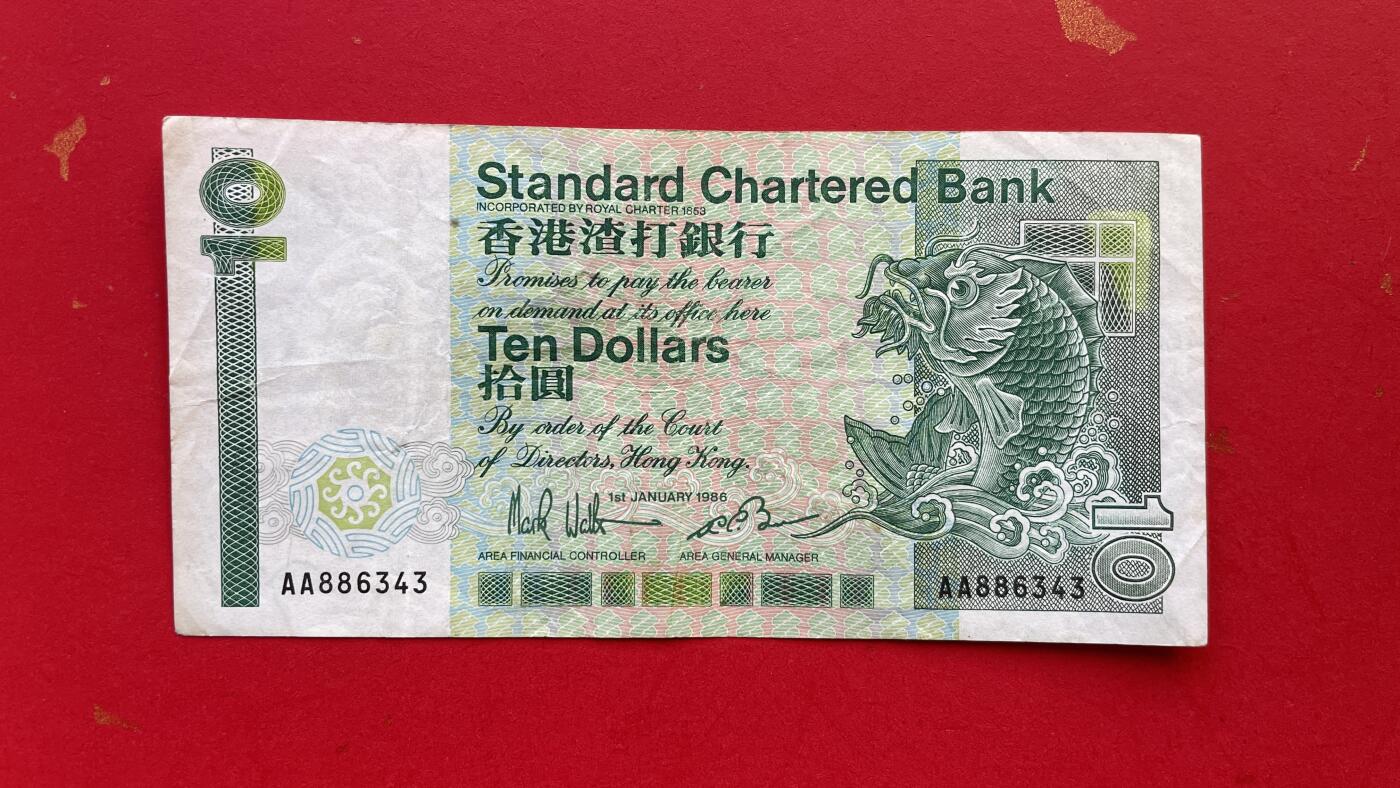 10
Standard Chartered Bank
INCORPORATED BY ROYAL CHARTER 1853
香港渣打銀行
Promises to pay the bearer
on demand at its office here
Ten Dollars
拾圓
By order of the Court
of Directors, Hong Kong.
1st JANUARY 1986
AREA FINANCIAL CONTROLLER AREA GENERAL MANAGER
AA886343
AA886343
10